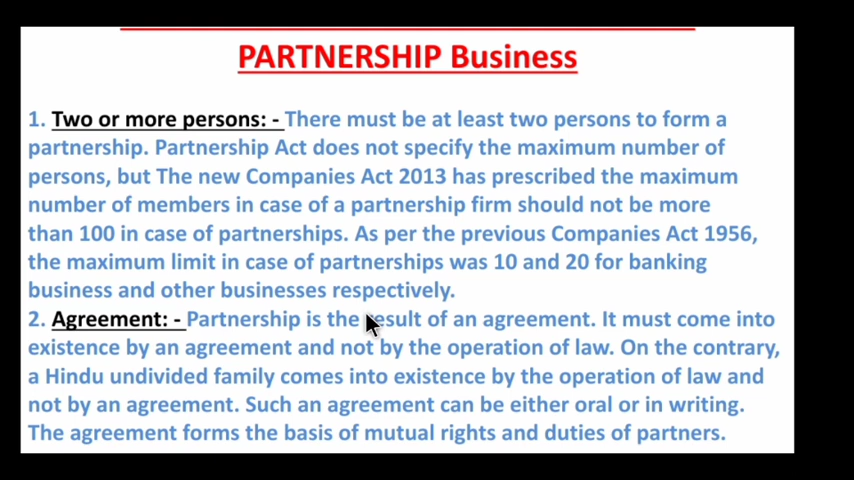 PARTNERSHIP Business
1. Two or more persons: - There must be at least two persons to form a
partnership. Partnership Act does not specify the maximum number of
persons, but The new Companies Act 2013 has prescribed the maximum
number of members in case of a partnership firm should not be more
than 100 in case of partnerships. As per the previous Companies Act 1956,
the maximum limit in case of partnerships was 10 and 20 for banking
business and other businesses respectively.
2. Agreement: - Partnership is the result of an agreement. It must come into
existence by an agreement and not by the operation of law. On the contrary,
a Hindu undivided family comes into existence by the operation of law and
not by an agreement. Such an agreement can be either oral or in writing.
The agreement forms the basis of mutual rights and duties of partners.